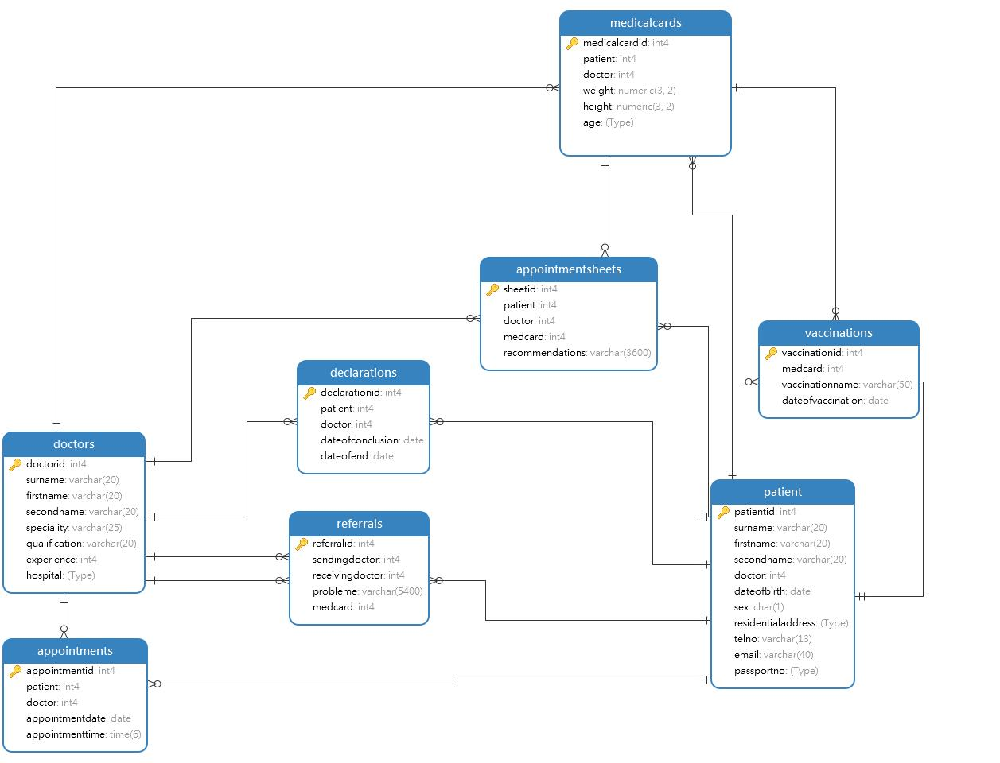 medicalcards
medicalcardid: int4
patient: int4
doctor: int4
weight: numeric(3, 2)
height: numeric(3, 2)
age: (Type)
appointmentsheets
sheetid: int4
patient: int4
doctor: int4
medcard: int4
recommendations: varchar(3600)
vaccinations
vaccinationid: int4
medcard: int4
vaccinationname: varchar(50)
dateofvaccination: date
declarations
declarationid: int4
patient: int4
doctor: int4
dateofconclusion: date
dateofend: date
doctors
doctorid: int4
surname: varchar(20)
firstname: varchar(20)
secondname: varchar(20)
speciality: varchar(25)
qualification: varchar(20)
experience: int4
hospital: (Type)
referrals
referralid: int4
sendingdoctor: int4
receivingdoctor: int4
probleme: varchar(5400)
medcard: int4
patient
patientid: int4
surname: varchar(20)
firstname: varchar(20)
secondname: varchar(20)
doctor: int4
dateofbirth: date
sex: char(1)
residentialaddress: (Type)
telno: varchar(13)
email: varchar(40)
passportno: (Type)
appointments
appointmentid: int4
patient: int4
doctor: int4
appointmentdate: date
appointmenttime: time(6)